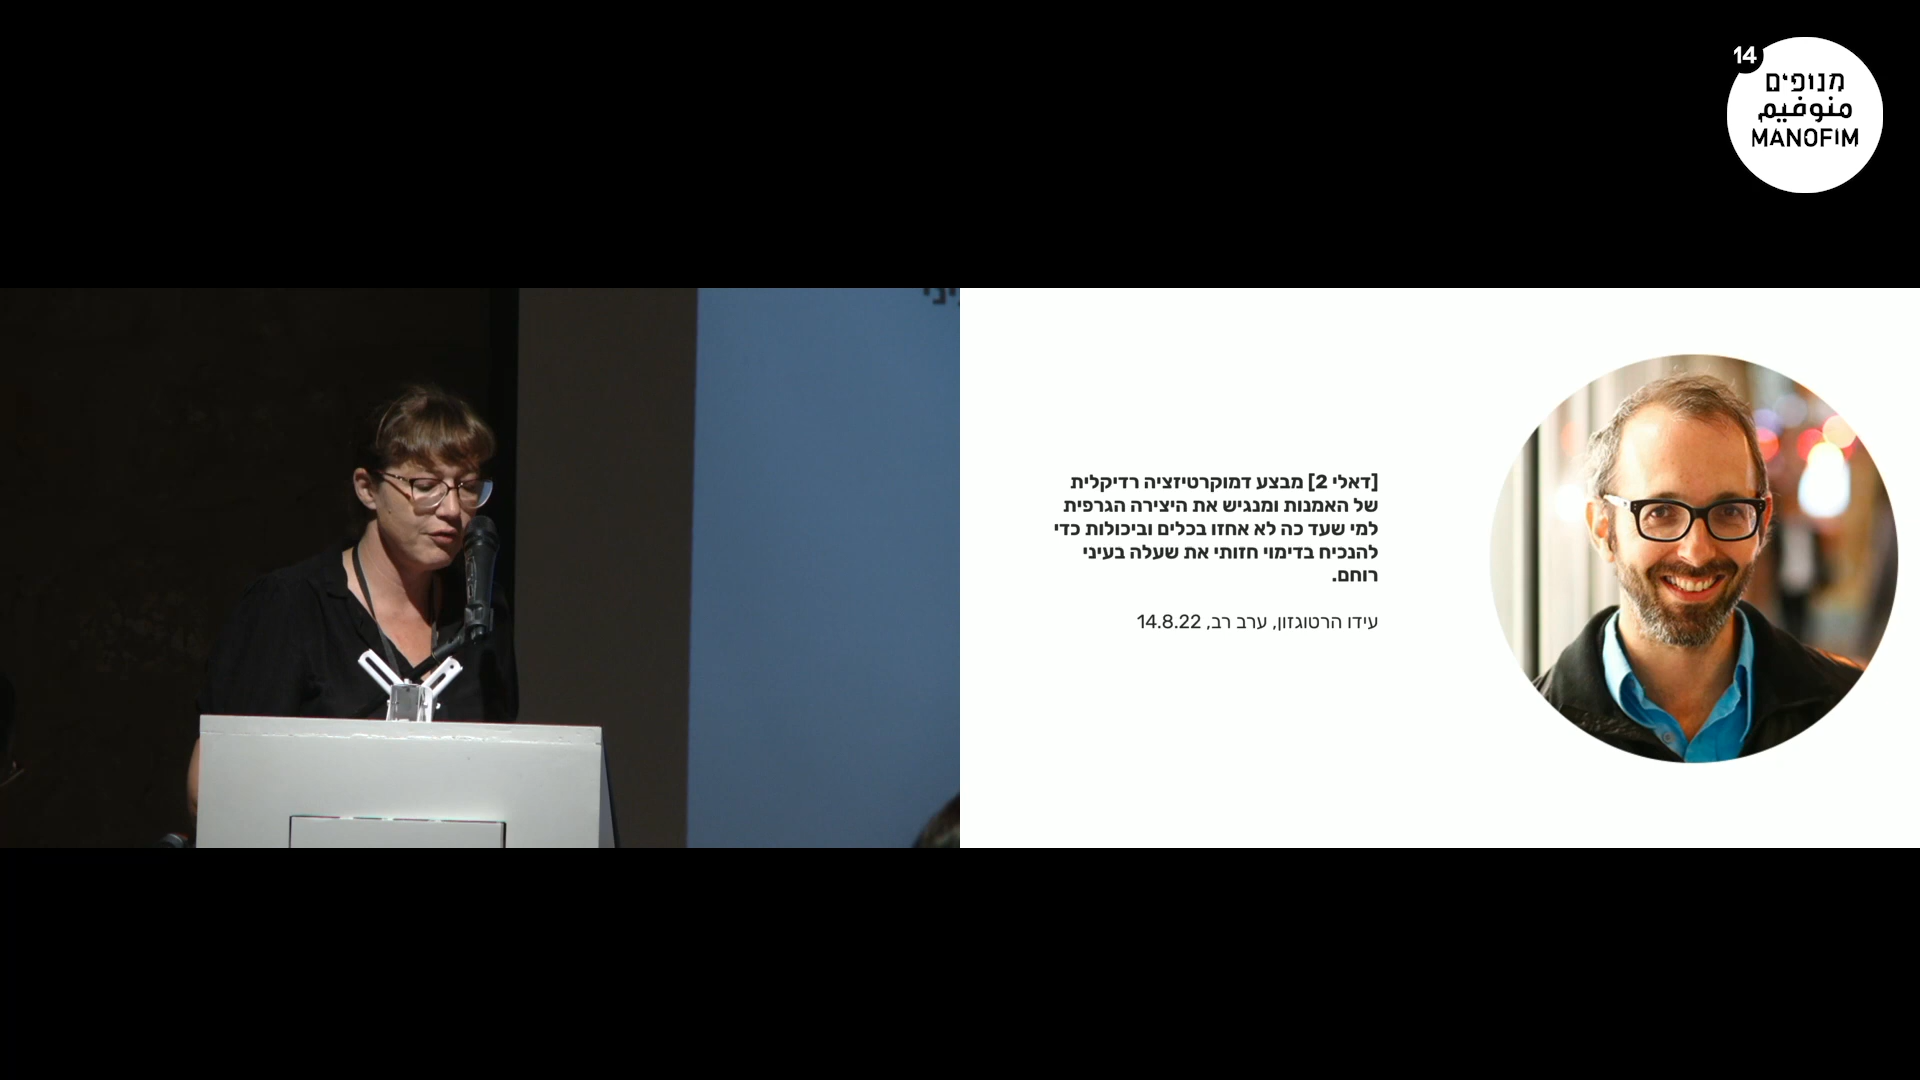 14
מנופים
منوفيم
MANOFIM
[דאלי 2] מבצע דמוקרטיזציה רדיקלית
של האמנות ומנגיש את היצירה הגרפית
למי שעד כה לא אחזו בכלים וביכולות כדי
להנכיח בדימוי חזותי את שעלה בעיני
רוחם.
עידו הרטוגזון, ערב רב, 14.8.22